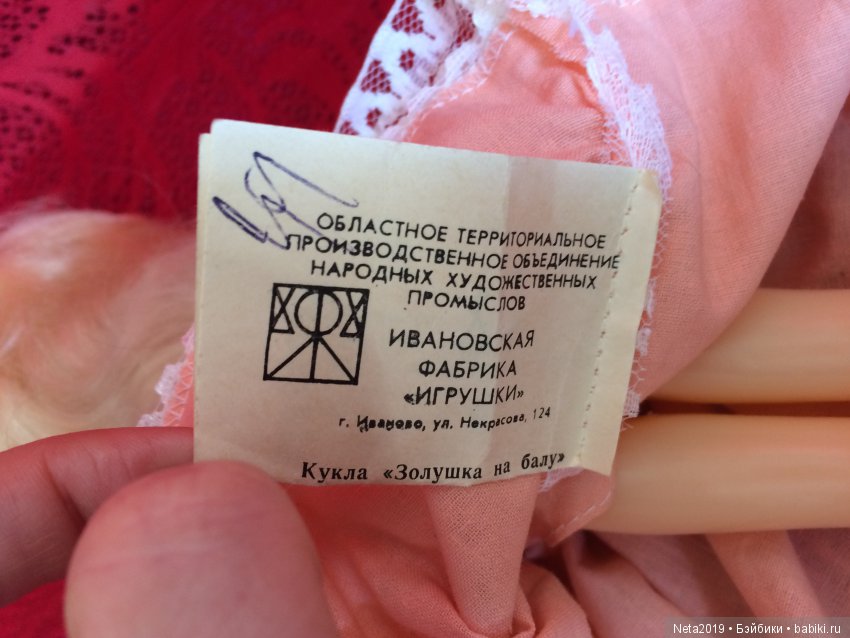 ОБЛАСТНОЕ ТЕРРИТОРИАЛЬНОЕ
ПРОИЗВОДСТВЕННОЕ ОБЪЕДИНЕНИЕ
НАРОДНЫХ ХУДОЖЕСТВЕННЫХ
ПРОМЫСЛОВ
ИВАНОВСКАЯ
ФАБРИКА
«ИГРУШКИ»
г. Иваново, ул. Некрасова, 124
Кукла «Золушка на балу»
Neta2019 • Бэйбики • babiki.ru